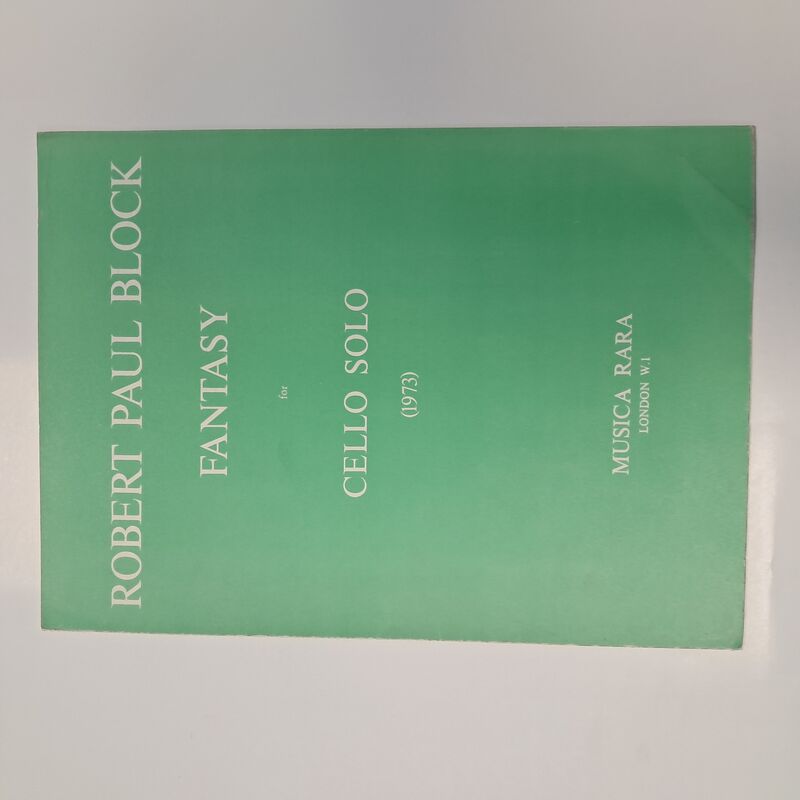 ROBERT PAUL BLOCK
FANTASY
for
CELLO SOLO
(1973)
MUSICA RARA
LONDON W.1